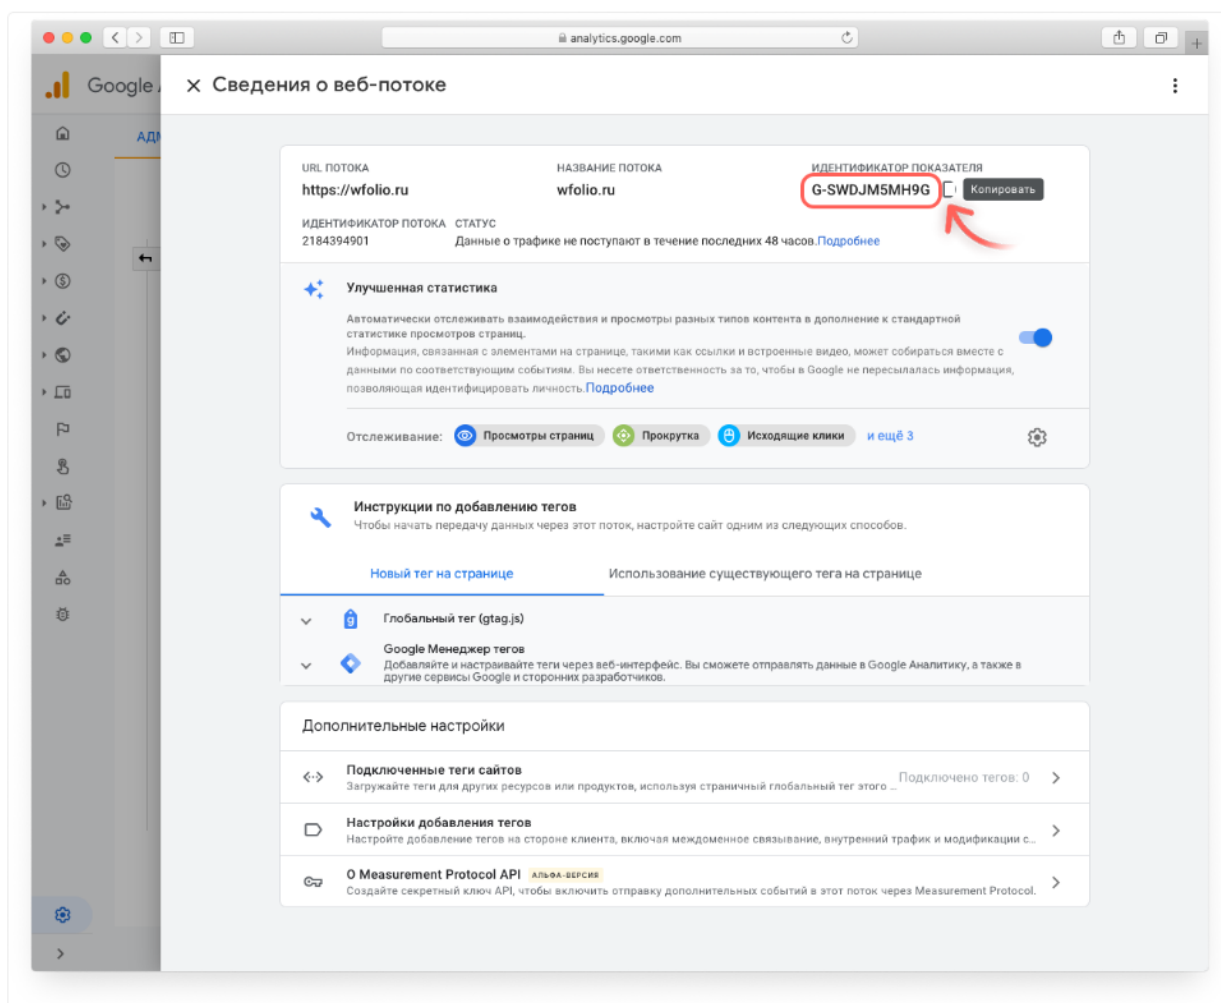 analytics.google.com
Google
Сведения о веб-потоке
URL ПОТОКА
НАЗВАНИЕ ПОТОКА
ИДЕНТИФИКАТОР ПОКАЗАТЕЛЯ
https://wfolio.ru
wfolio.ru
G-SWDJM5MH9G
Копировать
ИДЕНТИФИКАТОР ПОТОКА
СТАТУС
2184394901
Данные о трафике не поступают в течение последних 48 часов.Подробнее
Улучшенная статистика
Автоматически отслеживать взаимодействия и просмотры разных типов контента в дополнение к стандартной
статистике просмотров страниц.
Информация, связанная с элементами на странице, такими как ссылки и встроенные видео, может собираться вместе с
данными по соответствующим событиям. Вы несете ответственность за то, чтобы в Google не пересылалась информация,
позволяющая идентифицировать личность.Подробнее
Отслеживание:
Просмотры страниц
Прокрутка
Исходящие клики
и ещё 3
Инструкции по добавлению тегов
Чтобы начать передачу данных через этот поток, настройте сайт одним из следующих способов.
Новый тег на странице
Использование существующего тега на странице
Глобальный тег (gtag.js)
Google Менеджер тегов
Добавляйте и настраивайте теги через веб-интерфейс. Вы сможете отправлять данные в Google Аналитику, а также в
другие сервисы Google и сторонних разработчиков.
Дополнительные настройки
Подключенные теги сайтов
Загружайте теги для других ресурсов или продуктов, используя страничный глобальный тег этого ...
Подключено тегов: 0
Настройки добавления тегов
Настройте добавление тегов на стороне клиента, включая междоменное связывание, внутренний трафик и модификации с...
О Measurement Protocol API АЛЬФА-ВЕРСИЯ
Создайте секретный ключ API, чтобы включить отправку дополнительных событий в этот поток через Measurement Protocol.